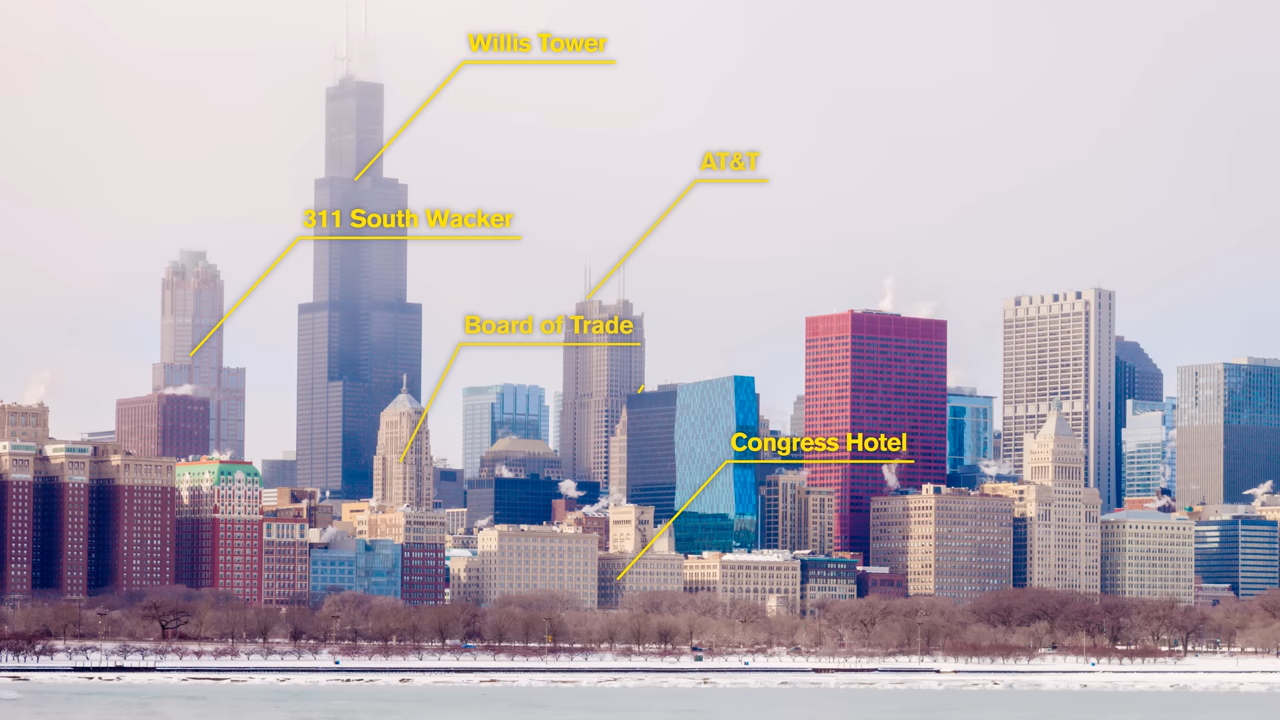 Willis Tower
AT&T
311 South Wacker
Board of Trade
Congress Hotel